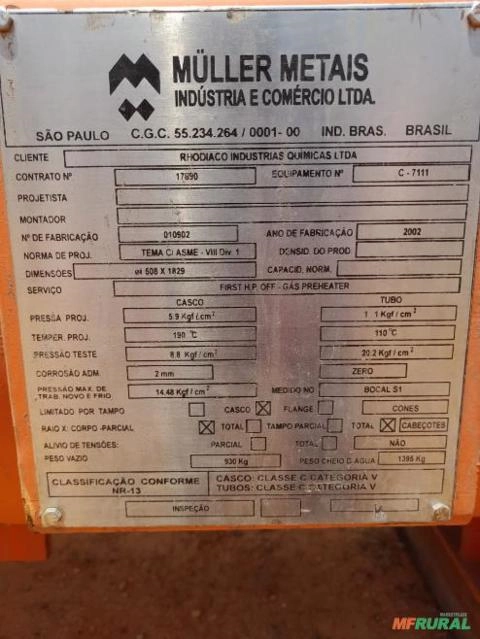 MÜLLER METAIS
INDÚSTRIA E COMÉRCIO LTDA.
SÃO PAULO C.G.C. 55.234.264 / 0001- 00 IND. BRAS. BRASIL
CLIENTE RHODIACO INDUSTRIAS QUIMICAS LTDA
CONTRATO Nº 17890 EQUIPAMENTO Nº C - 7111
PROJETISTA
MONTADOR
Nº DE FABRICAÇÃO 010902 ANO DE FABRICAÇÃO 2002
NORMA DE PROJ. TEMA C/ ASME - VIII Div. 1 DENSID. DO PROD
DIMENSÕES 508 X 1829 CAPACID. NORM.
SERVIÇO FIRST H.P. OFF - GAS PREHEATER
CASCO TUBO
PRESSA PROJ. 5.9 Kgf / cm² Kgf / cm²
TEMPER. PROJ. 190 °C 110 °C
PRESSÃO TESTE 8.8 Kgf / cm² 20.2 Kgf / cm²
CORROSÃO ADM. 2 mm ZERO
PRESSÃO MAX. DE
TRAB. NOVO E FRIO 14.48 Kgf / cm² MEDIDO NO BOCAL S1
LIMITADO POR TAMPO CASCO FLANGE CONES
RAIO X: CORPO -PARCIAL TOTAL TAMPO PARCIAL TOTAL CABEÇOTES
ALIVIO DE TENSÕES: PARCIAL TOTAL NÃO
PESO VAZIO 930 Kg PESO CHEIO D'AGUA 1395 Kg
CLASSIFICAÇÃO CONFORME
NR-13
CASCO: CLASSE C CATEGORIA V
TUBOS: CLASSE C CATEGORIA V
INSPEÇÃO
MARKETPLACE
MFRURAL